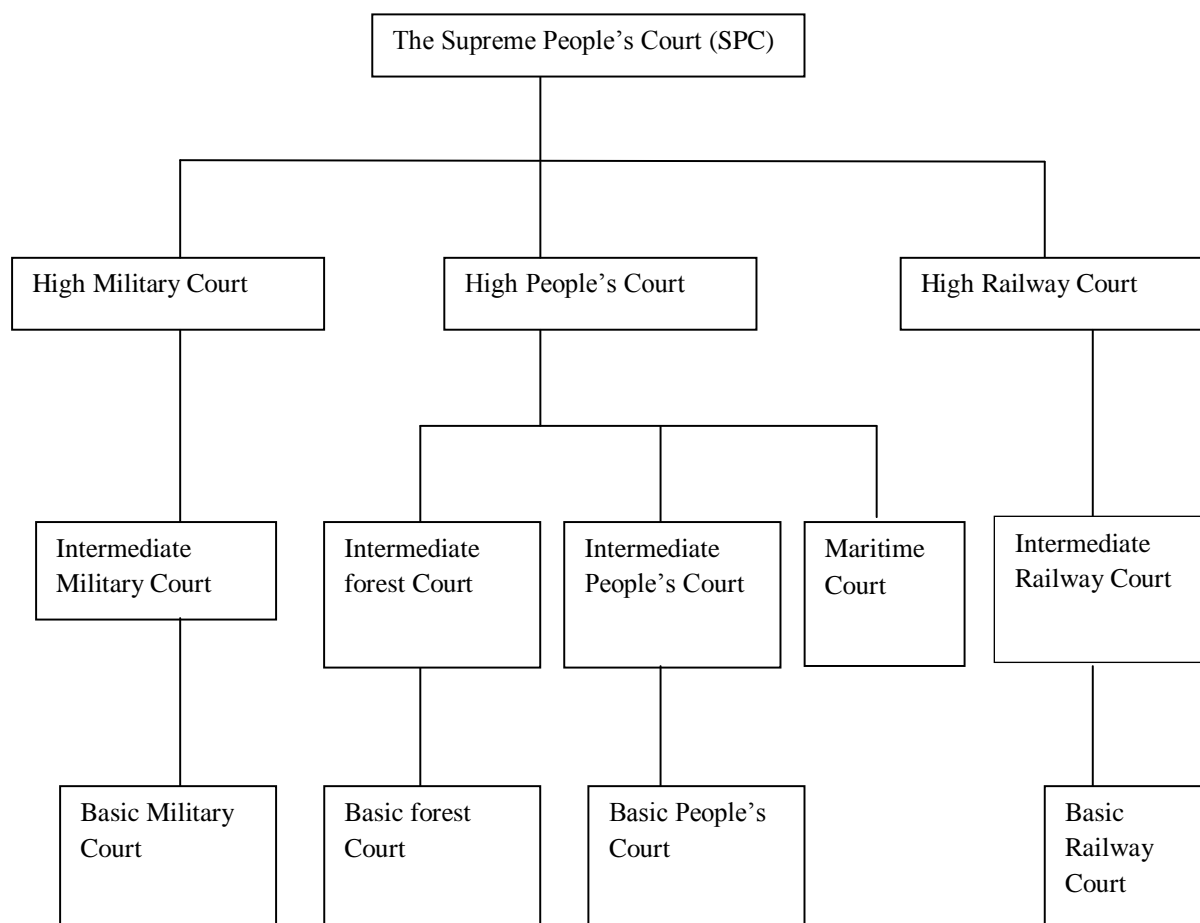 The Supreme People’s Court (SPC)
High Military Court
High People’s Court
High Railway Court
Intermediate
Military Court
Intermediate
forest Court
Intermediate
People’s Court
Maritime
Court
Intermediate
Railway Court
Basic Military
Court
Basic forest
Court
Basic People’s
Court
Basic
Railway
Court